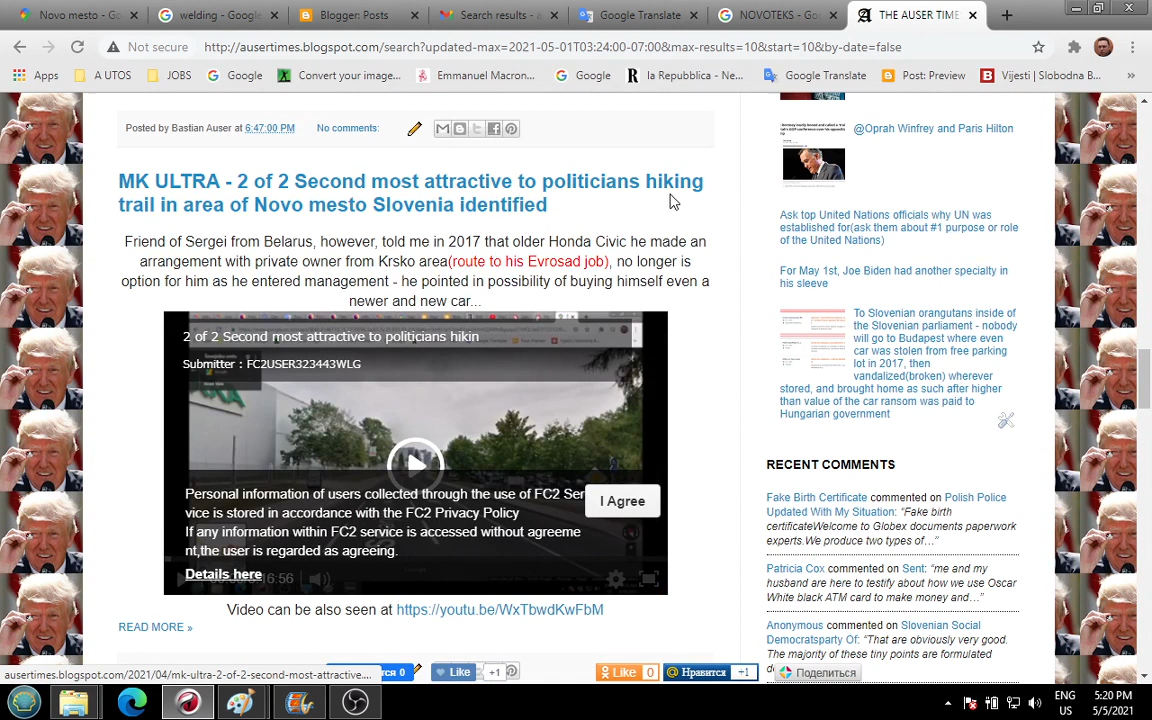 Novo mesto - Go
welding - Google
Blogger: Posts
Search results - a
Google Translate
NOVOTEKS - Go
THE AUSER TIME
Not secure
http://ausertimes.blogspot.com/search?updated-max=2021-05-01T03:24:00-07:00&max-results=10&start=10&by-date=false
Apps
A UTOS
JOBS
Google
Convert your image...
Emmanuel Macron...
Google
la Repubblica - Ne...
Google Translate
Post: Preview
Vijesti | Slobodna B...
Posted by Bastian Auser at 6:47:00 PM
No comments:
MK ULTRA - 2 of 2 Second most attractive to politicians hiking
trail in area of Novo mesto Slovenia identified
Friend of Sergei from Belarus, however, told me in 2017 that older Honda Civic he made an
arrangement with private owner from Krsko area(route to his Evrosad job), no longer is
option for him as he entered management - he pointed in possibility of buying himself even a
newer and new car...
2 of 2 Second most attractive to politicians hikin
Submitter : FC2USER323443WLG
Personal information of users collected through the use of FC2 Ser
vice is stored in accordance with the FC2 Privacy Policy
If any information within FC2 service is accessed without agreeme
nt,the user is regarded as agreeing.
Details here
I Agree
16:56
Video can be also seen at https://youtu.be/WxTbwdKwFbM
READ MORE »
@Oprah Winfrey and Paris Hilton
Ask top United Nations officials why UN was
established for(ask them about #1 purpose or role
of the United Nations)
For May 1st, Joe Biden had another specialty in
his sleeve
To Slovenian orangutans inside of
the Slovenian parliament - nobody
will go to Budapest where even
car was stolen from free parking
lot in 2017, then
vandalized(broken) wherever
stored, and brought home as such after higher
than value of the car ransom was paid to
Hungarian government
RECENT COMMENTS
Fake Birth Certificate commented on Polish Police
Updated With My Situation: “Fake birth
certificateWelcome to Globex documents paperwork
experts.We produce two types of…”
Patricia Cox commented on Sent: “me and my
husband are here to testify about how we use Oscar
White black ATM card to make money and…”
Anonymous commented on Slovenian Social
Democratsparty Of: “That are obviously very good.
The majority of these tiny points are formulated
Поделиться
ausertimes.blogspot.com/2021/04/mk-ultra-2-of-2-second-most-attractive....
ся 0
Like
+1
Like 0
Нравится
+1
ENG
US
5:20 PM
5/5/2021